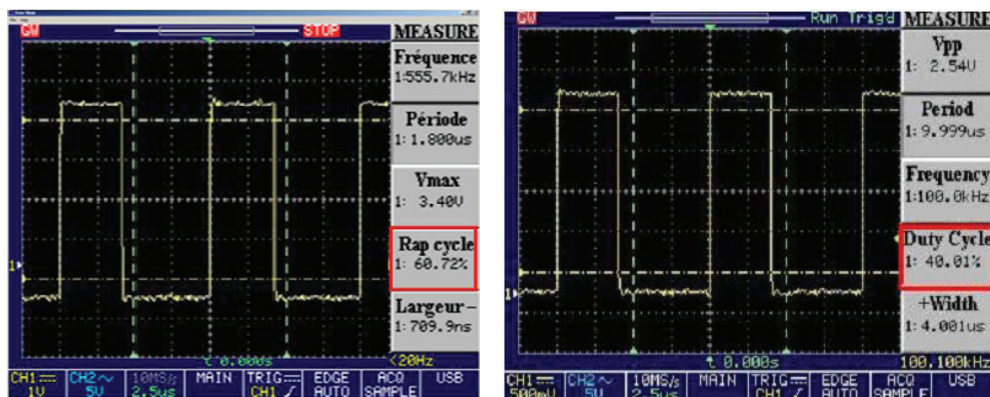 GW STOP MEASURE
Fréquence
1:555.7kHz
Période
1:1.800us
Vmax
1: 3.40V
Rap cycle
1: 60.72%
Largeur-
1:709.9ns
1
0.000s <20Hz
CH1 CH2 10MS/s MAIN TRIG EDGE ACQ USB
1V 5V 2.5us CH1 AUTO SAMPLE
GW Run Trig'd MEASURE
Vpp
1: 2.54V
Period
1:9.999us
Frequency
1:100.0kHz
Duty Cycle
1: 40.01%
+Width
1:4.001us
1
0.000s 100.100kHz
CH1 CH2 10MS/s MAIN TRIG EDGE ACQ USB
500mV 5V 2.5us CH1 AUTO SAMPLE